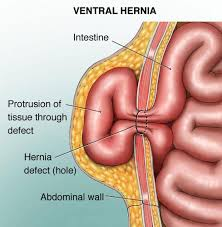 VENTRAL HERNIA
Intestine
Protrusion of
tissue through
defect
Hernia
defect (hole)
Abdominal wall